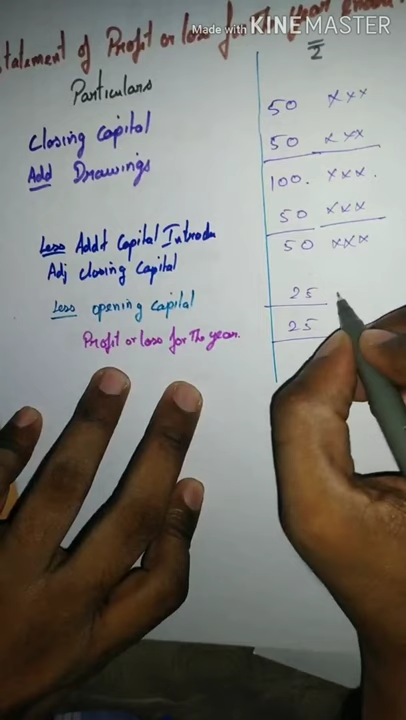 Made with KINEMASTER
Statement of Profit or loss for The year
Particulars
Closing Capital 50 xxx
Add Drawings 50 xxx
100. xxx.
Less Addt Capital Introdu 50 xxx
Adj closing Capital 50 xxx
Less opening capital 25
Profit or loss for The year. 25